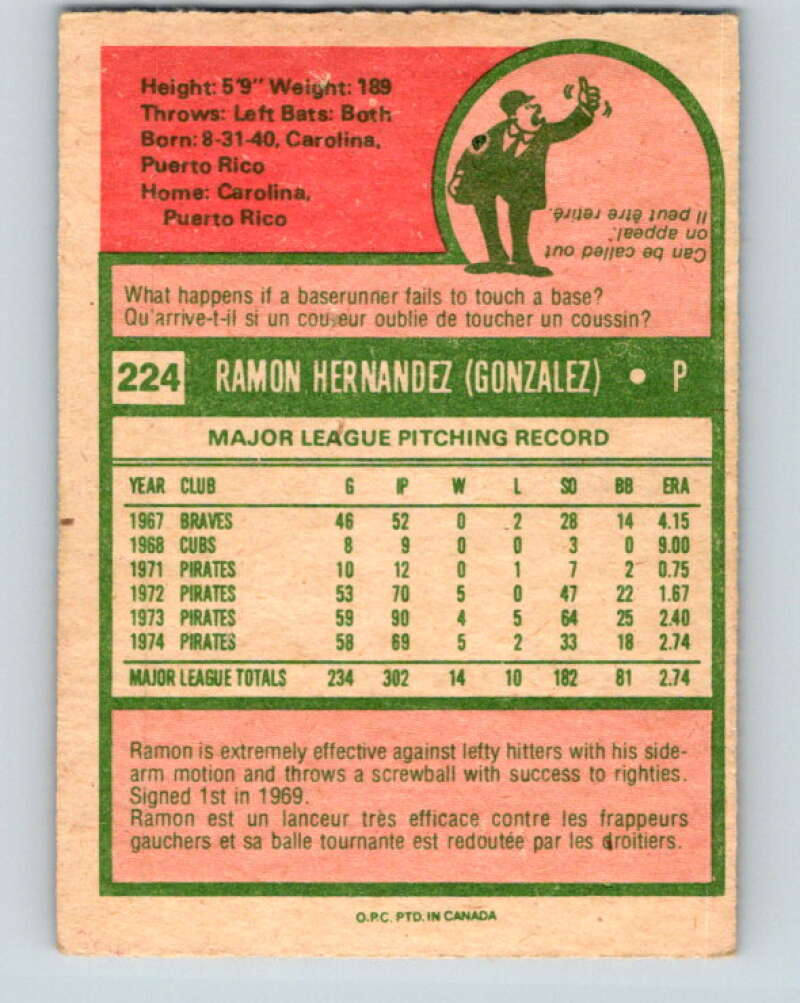 Height: 5'9" Weight: 189
Throws: Left Bats: Both
Born: 8-31-40, Carolina,
Puerto Rico
Home: Carolina,
Puerto Rico
Can be called out
on appeal.
Il peut être retiré.
What happens if a baserunner fails to touch a base?
Qu'arrive-t-il si un coureur oublie de toucher un coussin?
224 RAMON HERNANDEZ (GONZALEZ) • P
MAJOR LEAGUE PITCHING RECORD
YEAR CLUB G IP W L SO BB ERA
1967 BRAVES 46 52 0 2 28 14 4.15
1968 CUBS 8 9 0 0 3 0 9.00
1971 PIRATES 10 12 0 1 7 2 0.75
1972 PIRATES 53 70 5 0 47 22 1.67
1973 PIRATES 59 90 4 5 64 25 2.40
1974 PIRATES 58 69 5 2 33 18 2.74
MAJOR LEAGUE TOTALS 234 302 14 10 182 81 2.74
Ramon is extremely effective against lefty hitters with his side-
arm motion and throws a screwball with success to righties.
Signed 1st in 1969.
Ramon est un lanceur très efficace contre les frappeurs
gauchers et sa balle tournante est redoutée par les droitiers.
O.P.C. PTD. IN CANADA